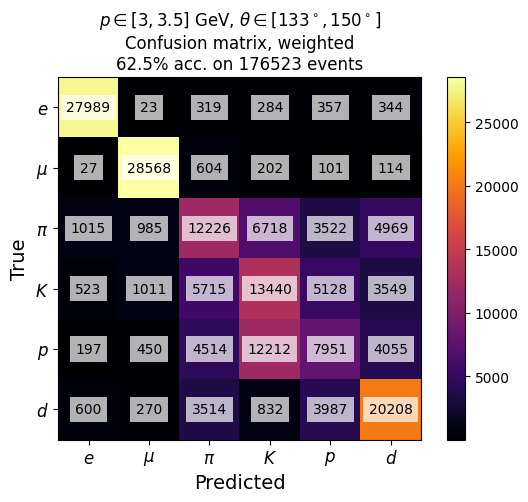 p ∈ [3, 3.5] GeV, θ ∈ [133°, 150°]
Confusion matrix, weighted
62.5% acc. on 176523 events
e 27989 23 319 284 357 344
μ 27 28568 604 202 101 114
π 1015 985 12226 6718 3522 4969
K 523 1011 5715 13440 5128 3549
p 197 450 4514 12212 7951 4055
d 600 270 3514 832 3987 20208
e μ π K p d
Predicted
True
25000
20000
15000
10000
5000